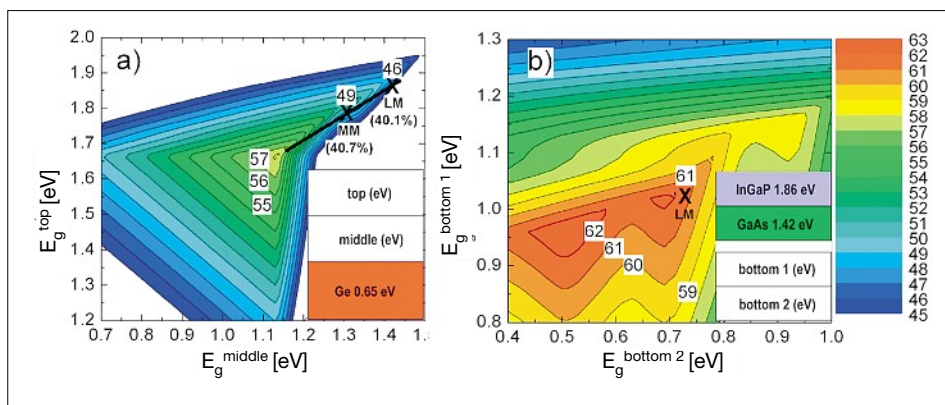 a)
2.0
1.9
1.8
1.7
1.6
1.5
1.4
1.3
1.2
Eg top [eV]
0.7 0.8 0.9 1.0 1.1 1.2 1.3 1.4 1.
Eg middle [eV]
46
X
LM
(40.1%)
49
X
MM
(40.7%)
57
56
55
top (eV)
middle (eV)
Ge 0.65 eV
b)
1.3
1.2
1.1
1.0
0.9
0.8
Eg bottom 1 [eV]
0.4 0.5 0.6 0.7 0.8 0.9 1.0
Eg bottom 2 [eV]
61
X
LM
62
61
60
59
InGaP 1.86 eV
GaAs 1.42 eV
bottom 1 (eV)
bottom 2 (eV)
63
62
61
60
59
58
57
56
55
54
53
52
51
50
49
48
47
46
45